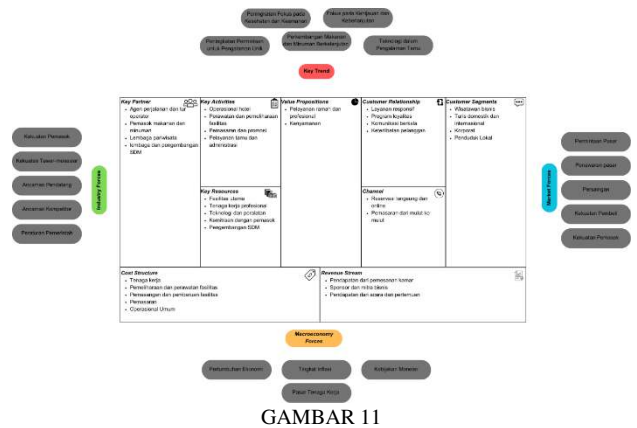 Peningkatan Fokus pada
Kesehatan dan Keamanan
Fokus pada Kemajuan dan
Keberlanjutan
Peningkatan Permintaan
untuk Pengalaman Unik
Perkembangan Makanan
dan Minuman Berkelanjutan
Teknologi dalam
Pengalaman Tamu
Key Trend
Kekuatan Pemasok
Kekuatan Tawar-menawar
Ancaman Pendatang
Ancaman Kompetitor
Peraturan Pemerintah
Industry Forces
Key Partner
• Agen perjalanan dan tur
operator
• Pemasok makanan dan
minuman
• Lembaga pariwisata
• lembaga dan pengembangan
SDM
Key Activities
• Operasional hotel
• Perawatan dan pemeliharaan
fasilitas
• Pemasaran dan promosi
• Pelayanan tamu dan
administrasi
Key Resources
• Fasilitas utama
• Tenaga kerja profesional
• Teknologi dan peralatan
• Kemitraan dengan pemasok
• Pengembangan SDM
Value Propositions
• Pelayanan ramah dan
profesional
• Kenyamanan
Customer Relationship
• Layanan responsif
• Program loyalitas
• Komunikasi berkala
• Keterlibatan pelanggan
Channel
• Reservasi langsung dan
online
• Pemasaran dari mulut ke
mulut
Customer Segments
• Wisatawan bisnis
• Turis domestik dan
internasional
• Korporat
• Penduduk Lokal
Cost Structure
• Tenaga kerja
• Pemeliharaan dan perawatan fasilitas
• Pemasangan dan pembaruan fasilitas
• Pemasaran
• Operasional Umum
Revenue Stream
• Pendapatan dari pemesanan kamar
• Sponsor dan mitra bisnis
• Pendapatan dari acara dan pertemuan
Market Forces
Permintaan Pasar
Penawaran pasar
Persaingan
Kekuatan Pembeli
Kekuatan Pemasok
Macroeconomy
Forces
Pertumbuhan Ekonomi
Tingkat Inflasi
Kebijakan Moneter
Pasar Tenaga Kerja
GAMBAR 11